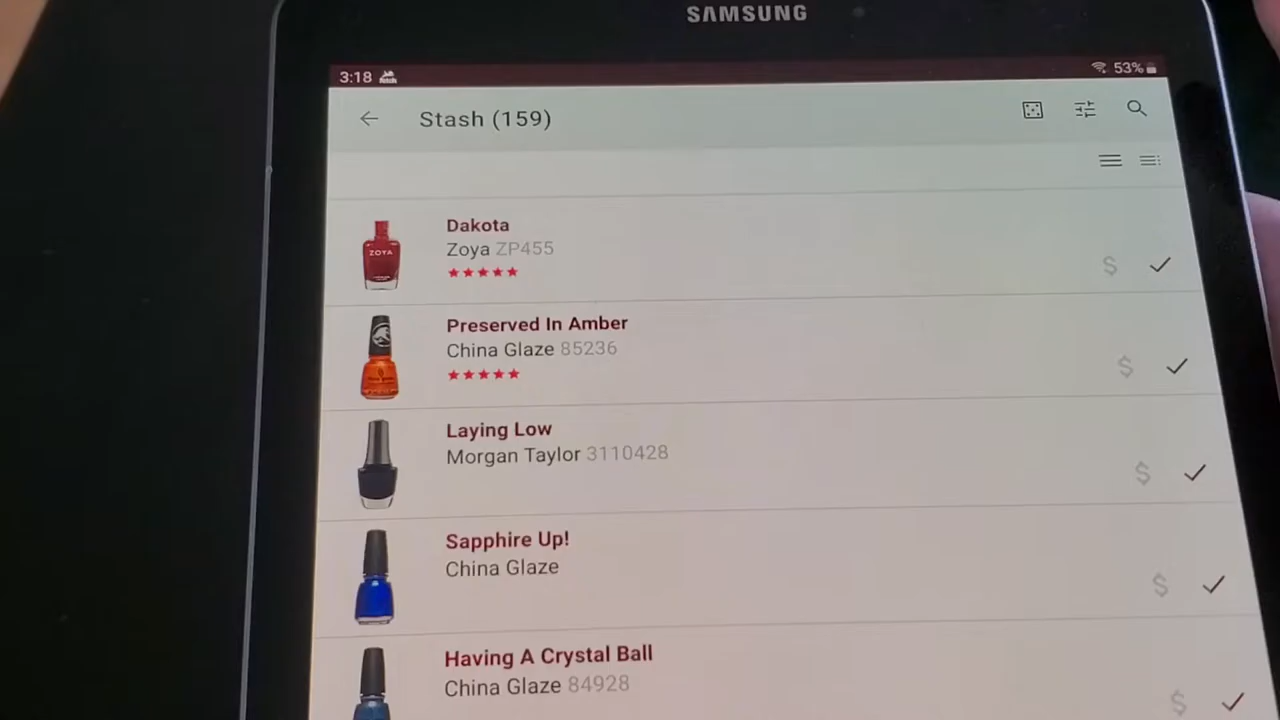 SAMSUNG
3:18
53%
Stash (159)
Dakota
Zoya ZP455
ZOYA
$
Preserved In Amber
China Glaze 85236
$
Laying Low
Morgan Taylor 3110428
$
Sapphire Up!
China Glaze
$
Having A Crystal Ball
China Glaze 84928
$